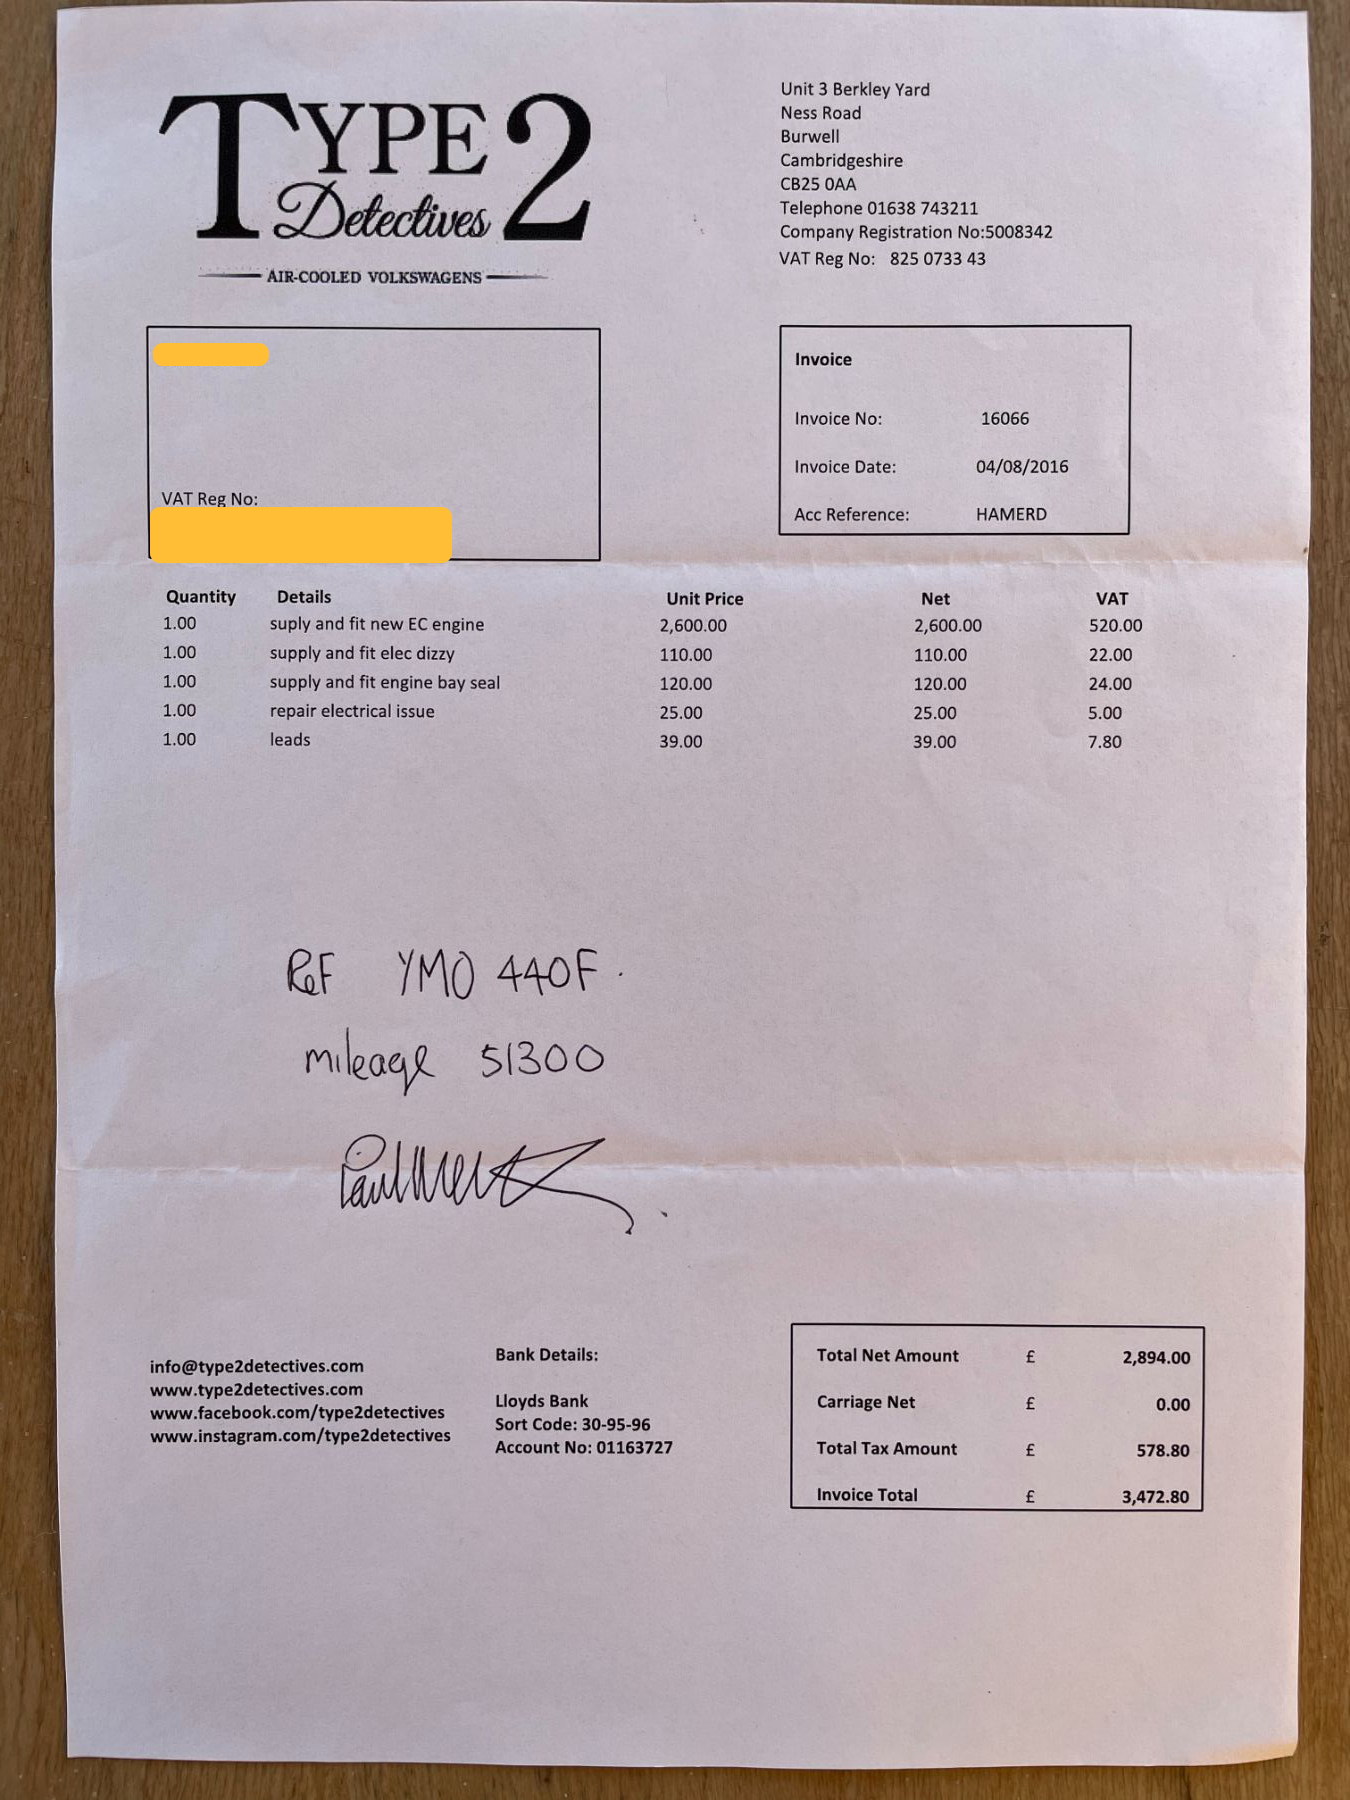 TYPE 2
Detectives
AIR-COOLED VOLKSWAGENS
Unit 3 Berkley Yard
Ness Road
Burwell
Cambridgeshire
CB25 0AA
Telephone 01638 743211
Company Registration No:5008342
VAT Reg No: 825 0733 43
VAT Reg No:
Invoice
Invoice No: 16066
Invoice Date: 04/08/2016
Acc Reference: HAMERD
Quantity Details Unit Price Net VAT
1.00 suply and fit new EC engine 2,600.00 2,600.00 520.00
1.00 supply and fit elec dizzy 110.00 110.00 22.00
1.00 supply and fit engine bay seal 120.00 120.00 24.00
1.00 repair electrical issue 25.00 25.00 5.00
1.00 leads 39.00 39.00 7.80
Ref YMO 440F.
mileage 51300
info@type2detectives.com
www.type2detectives.com
www.facebook.com/type2detectives
www.instagram.com/type2detectives
Bank Details:
Lloyds Bank
Sort Code: 30-95-96
Account No: 01163727
Total Net Amount £ 2,894.00
Carriage Net £ 0.00
Total Tax Amount £ 578.80
Invoice Total £ 3,472.80